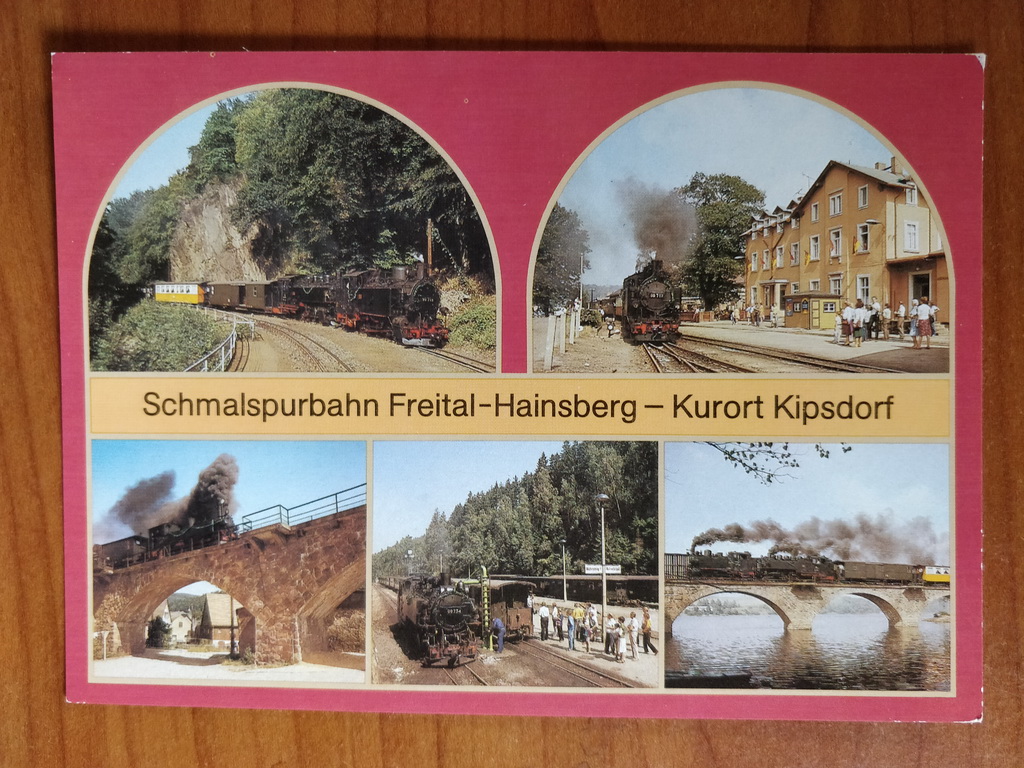 Schmalspurbahn Freital-Hainsberg – Kurort Kipsdorf